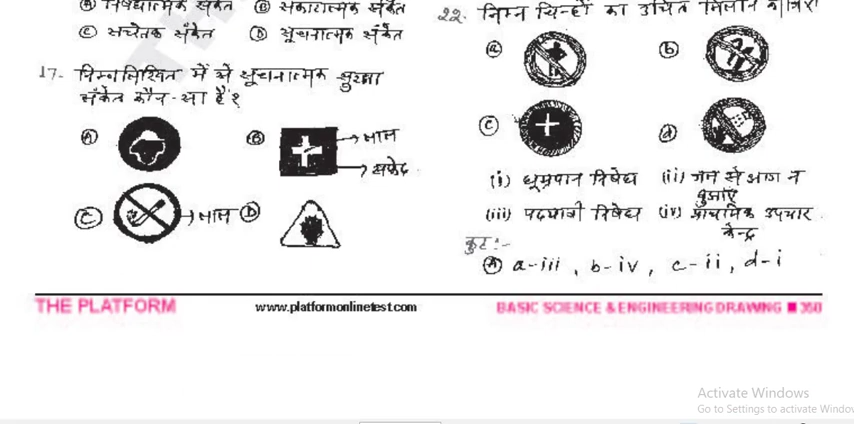 Ⓐ निषेधात्मक संकेत Ⓑ सकारात्मक संकेत
Ⓒ सचेतक संकेत Ⓓ सूचनात्मक संकेत
17- निम्नलिखित में से सूचनात्मक सुरक्षा
संकेत कौन-सा है?
Ⓐ Ⓑ लाल
सफेद
Ⓒ लाल Ⓓ
22. निम्न चिन्हों का उचित मिलान कीजिए
ⓐ ⓑ
ⓒ ⓓ
(i) धूम्रपान निषेध (ii) जल से आग न
बुझाएँ
(iii) पदयात्री निषेध (iv) प्राथमिक उपचार
केन्द्र
कूट:-
Ⓐ a-iii, b-iv, c-ii, d-i
THE PLATFORM www.platformonlinetest.com BASIC SCIENCE & ENGINEERING DRAWING ■ 350
Activate Windows
Go to Settings to activate Windows